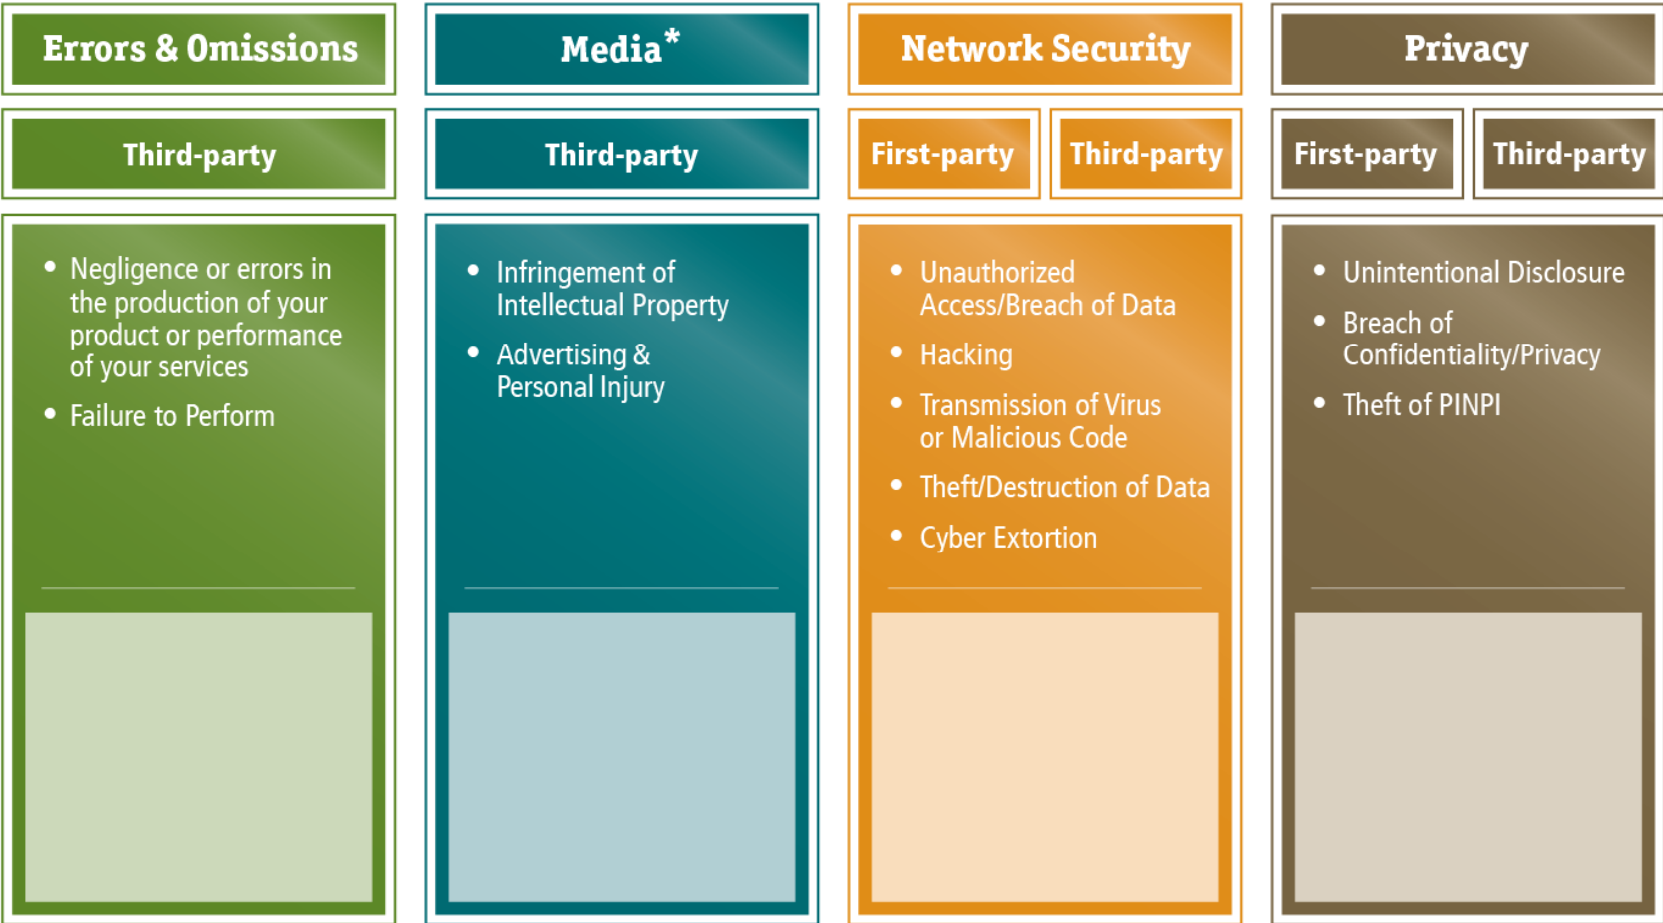 Errors & Omissions
Third-party
• Negligence or errors in
the production of your
product or performance
of your services
• Failure to Perform
Media*
Third-party
• Infringement of
Intellectual Property
• Advertising &
Personal Injury
Network Security
First-party
Third-party
• Unauthorized
Access/Breach of Data
• Hacking
• Transmission of Virus
or Malicious Code
• Theft/Destruction of Data
• Cyber Extortion
Privacy
First-party
Third-party
• Unintentional Disclosure
• Breach of
Confidentiality/Privacy
• Theft of PINPI